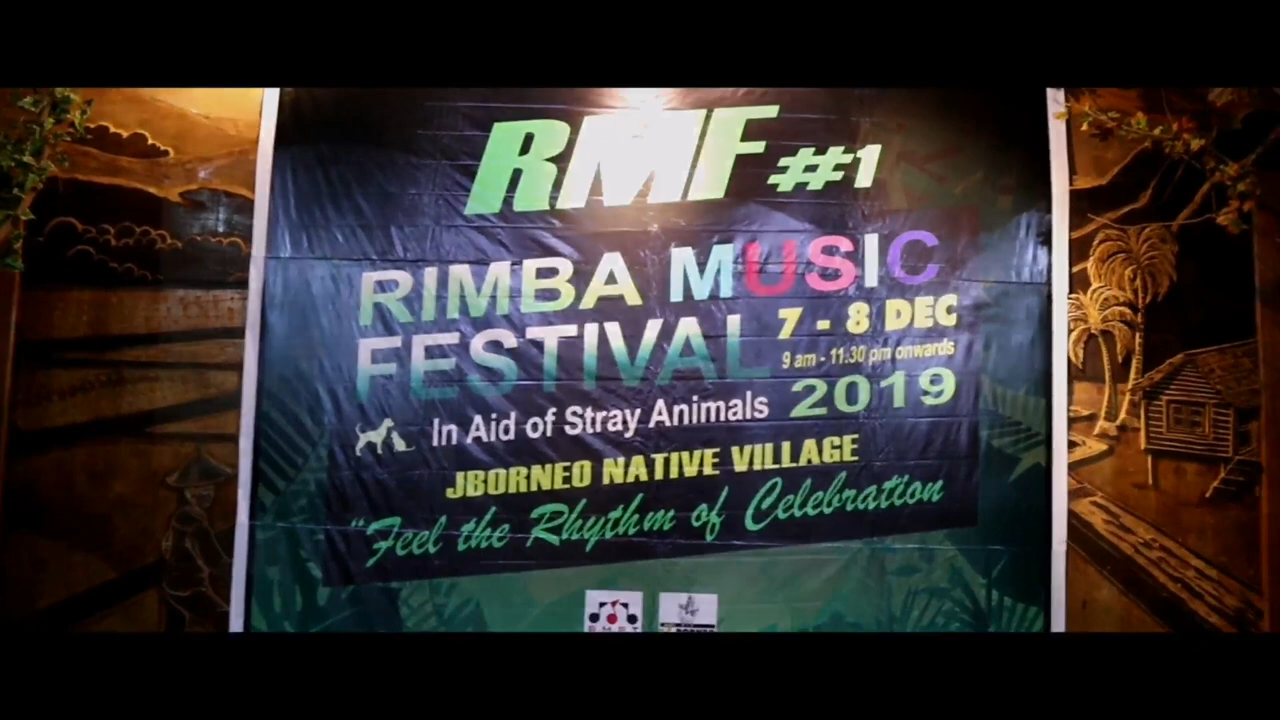 RMF #1
RIMBA MUSIC
FESTIVAL
7 - 8 DEC
9 am - 11.30 pm onwards
2019
In Aid of Stray Animals
JBORNEO NATIVE VILLAGE
"Feel the Rhythm of Celebration